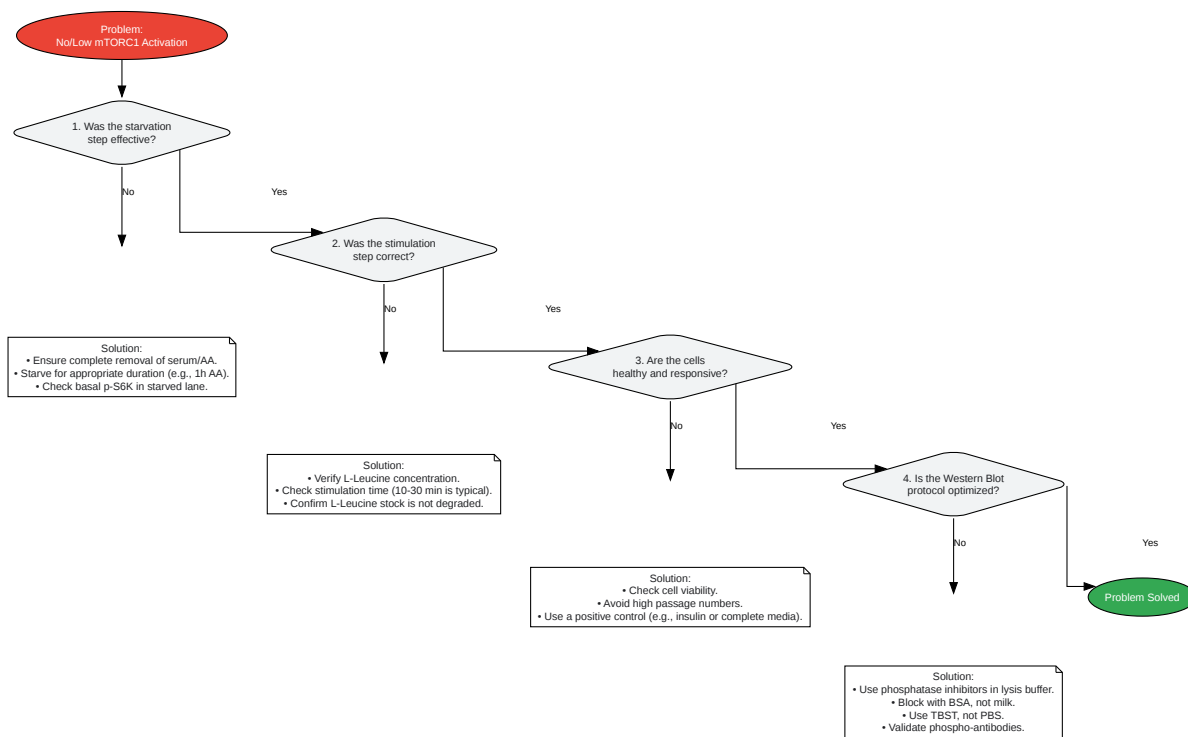 Problem:
No/Low mTORC1 Activation
1. Was the starvation
step effective?
No
Yes
2. Was the stimulation
step correct?
No
Yes
Solution:
• Ensure complete removal of serum/AA.
• Starve for appropriate duration (e.g., 1h AA).
• Check basal p-S6K in starved lane.
3. Are the cells
healthy and responsive?
No
Yes
Solution:
• Verify L-Leucine concentration.
• Check stimulation time (10-30 min is typical).
• Confirm L-Leucine stock is not degraded.
4. Is the Western Blot
protocol optimized?
No
Yes
Solution:
• Check cell viability.
• Avoid high passage numbers.
• Use a positive control (e.g., insulin or complete media).
Problem Solved
Solution:
• Use phosphatase inhibitors in lysis buffer.
• Block with BSA, not milk.
• Use TBST, not PBS.
• Validate phospho-antibodies.